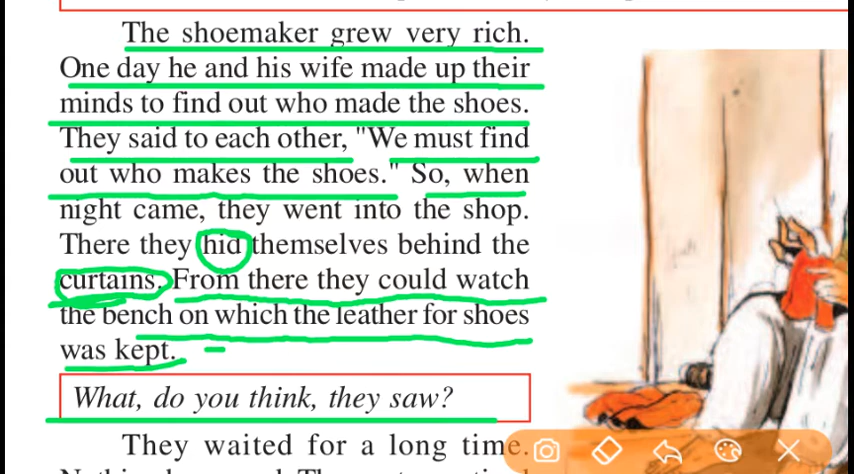 The shoemaker grew very rich.
One day he and his wife made up their
minds to find out who made the shoes.
They said to each other, "We must find
out who makes the shoes." So, when
night came, they went into the shop.
There they hid themselves behind the
curtains. From there they could watch
the bench on which the leather for shoes
was kept.
What, do you think, they saw?
They waited for a long time.